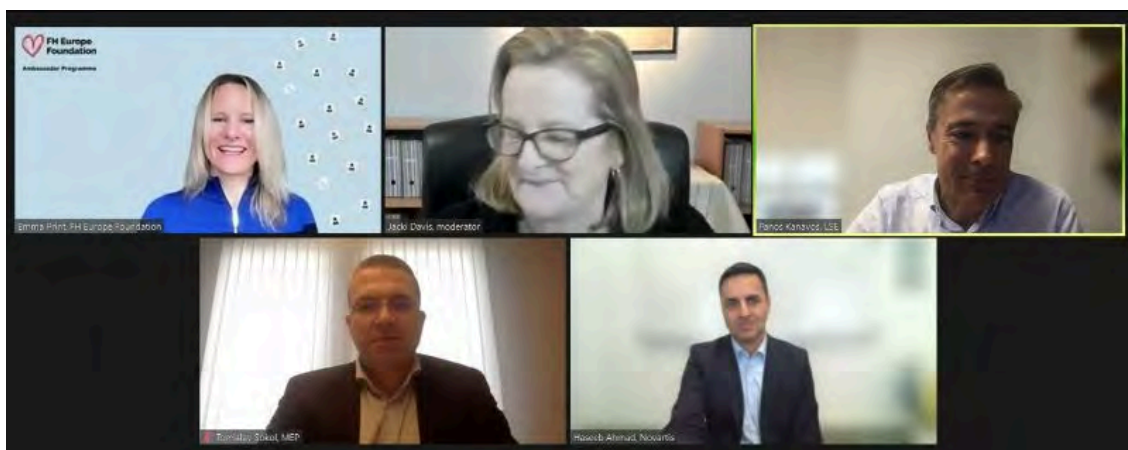 FH Europe
Foundation
Ambassador Programme
Emma Print, FH Europe Foundation
Jacki Davis, moderator
Panos Kanavos, LSE
Tomislav Sokol, MEP
Haseeb Ahmad, Novartis